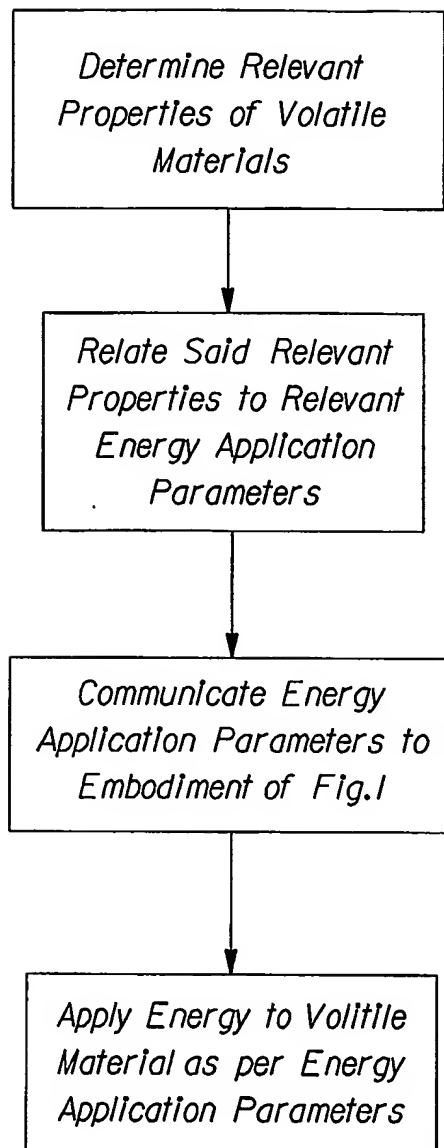 Determine Relevant
Properties of Volatile
Materials
Relate Said Relevant
Properties to Relevant
Energy Application
Parameters
Communicate Energy
Application Parameters to
Embodiment of Fig.1
Apply Energy to Volitile
Material as per Energy
Application Parameters